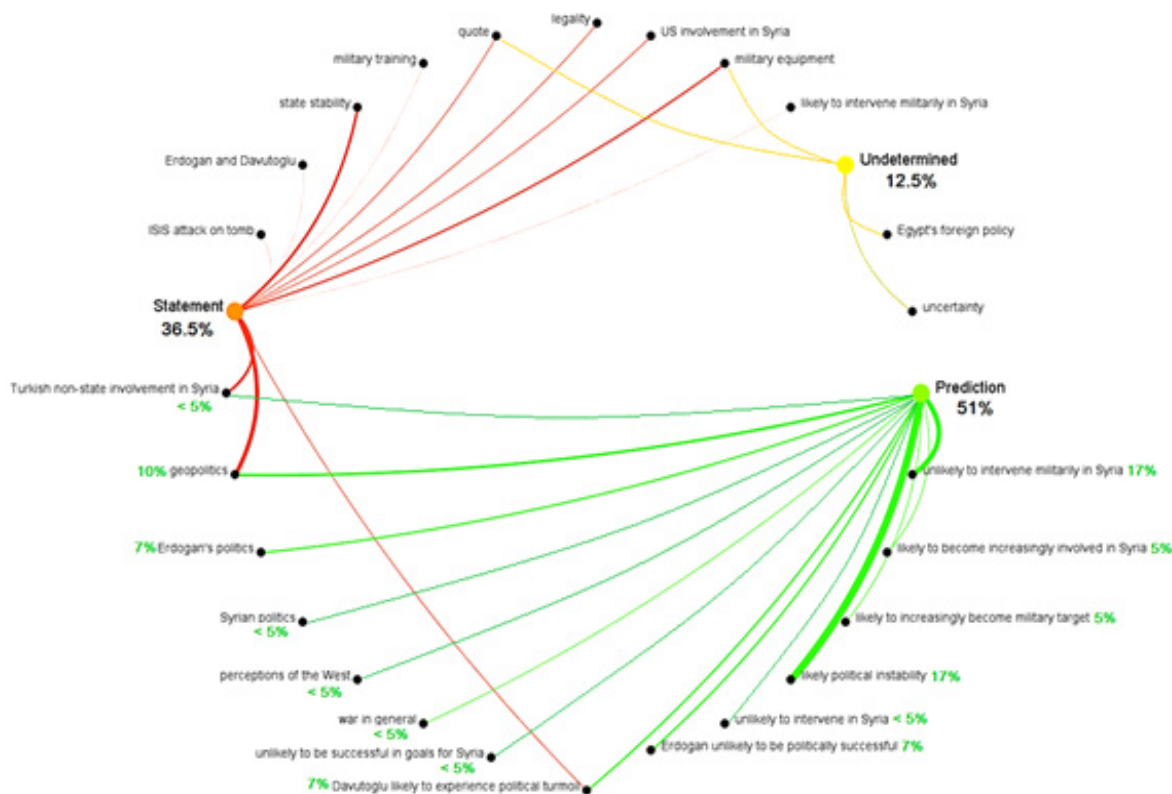 legality
quote
US involvement in Syria
military training
military equipment
state stability
likely to intervene militarily in Syria
Erdogan and Davutoglu
Undetermined
12.5%
ISIS attack on tomb
Egypt's foreign policy
Statement
36.5%
uncertainty
Turkish non-state involvement in Syria
< 5%
Prediction
51%
10% geopolitics
unlikely to intervene militarily in Syria 17%
7% Erdogan's politics
likely to become increasingly involved in Syria 5%
Syrian politics
< 5%
likely to increasingly become military target 5%
perceptions of the West
< 5%
likely political instability 17%
war in general
< 5%
unlikely to intervene in Syria < 5%
unlikely to be successful in goals for Syria
< 5%
Erdogan unlikely to be politically successful 7%
7% Davutoglu likely to experience political turmoil